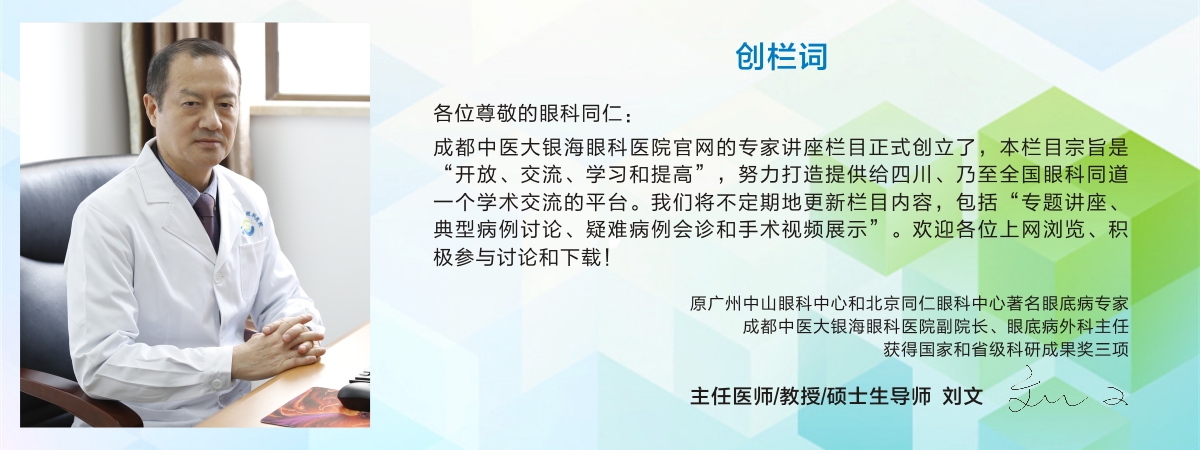 创栏词
各位尊敬的眼科同仁：
成都中医大银海眼科医院官网的专家讲座栏目正式创立了，本栏目宗旨是
“开放、交流、学习和提高”，努力打造提供给四川、乃至全国眼科同道
一个学术交流的平台。我们将不定期地更新栏目内容，包括“专题讲座、
典型病例讨论、疑难病例会诊和手术视频展示”。欢迎各位上网浏览、积
极参与讨论和下载！
原广州中山眼科中心和北京同仁眼科中心著名眼底病专家
成都中医大银海眼科医院副院长、眼底病外科主任
获得国家和省级科研成果奖三项
主任医师/教授/硕士生导师 刘文